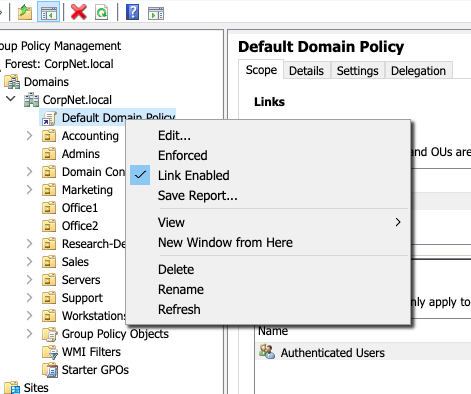 roup Policy Management
Forest: CorpNet.local
Domains
CorpNet.local
Default Domain Policy
Accounting
Admins
Domain Con
Marketing
Office1
Office2
Research-De
Sales
Servers
Support
Workstations
Group Policy Objects
WMI Filters
Starter GPOs
Sites
Edit...
Enforced
Link Enabled
Save Report...
View
New Window from Here
Delete
Rename
Refresh
Default Domain Policy
Scope Details Settings Delegation
Links
and OUs are
nly apply to
Name
Authenticated Users